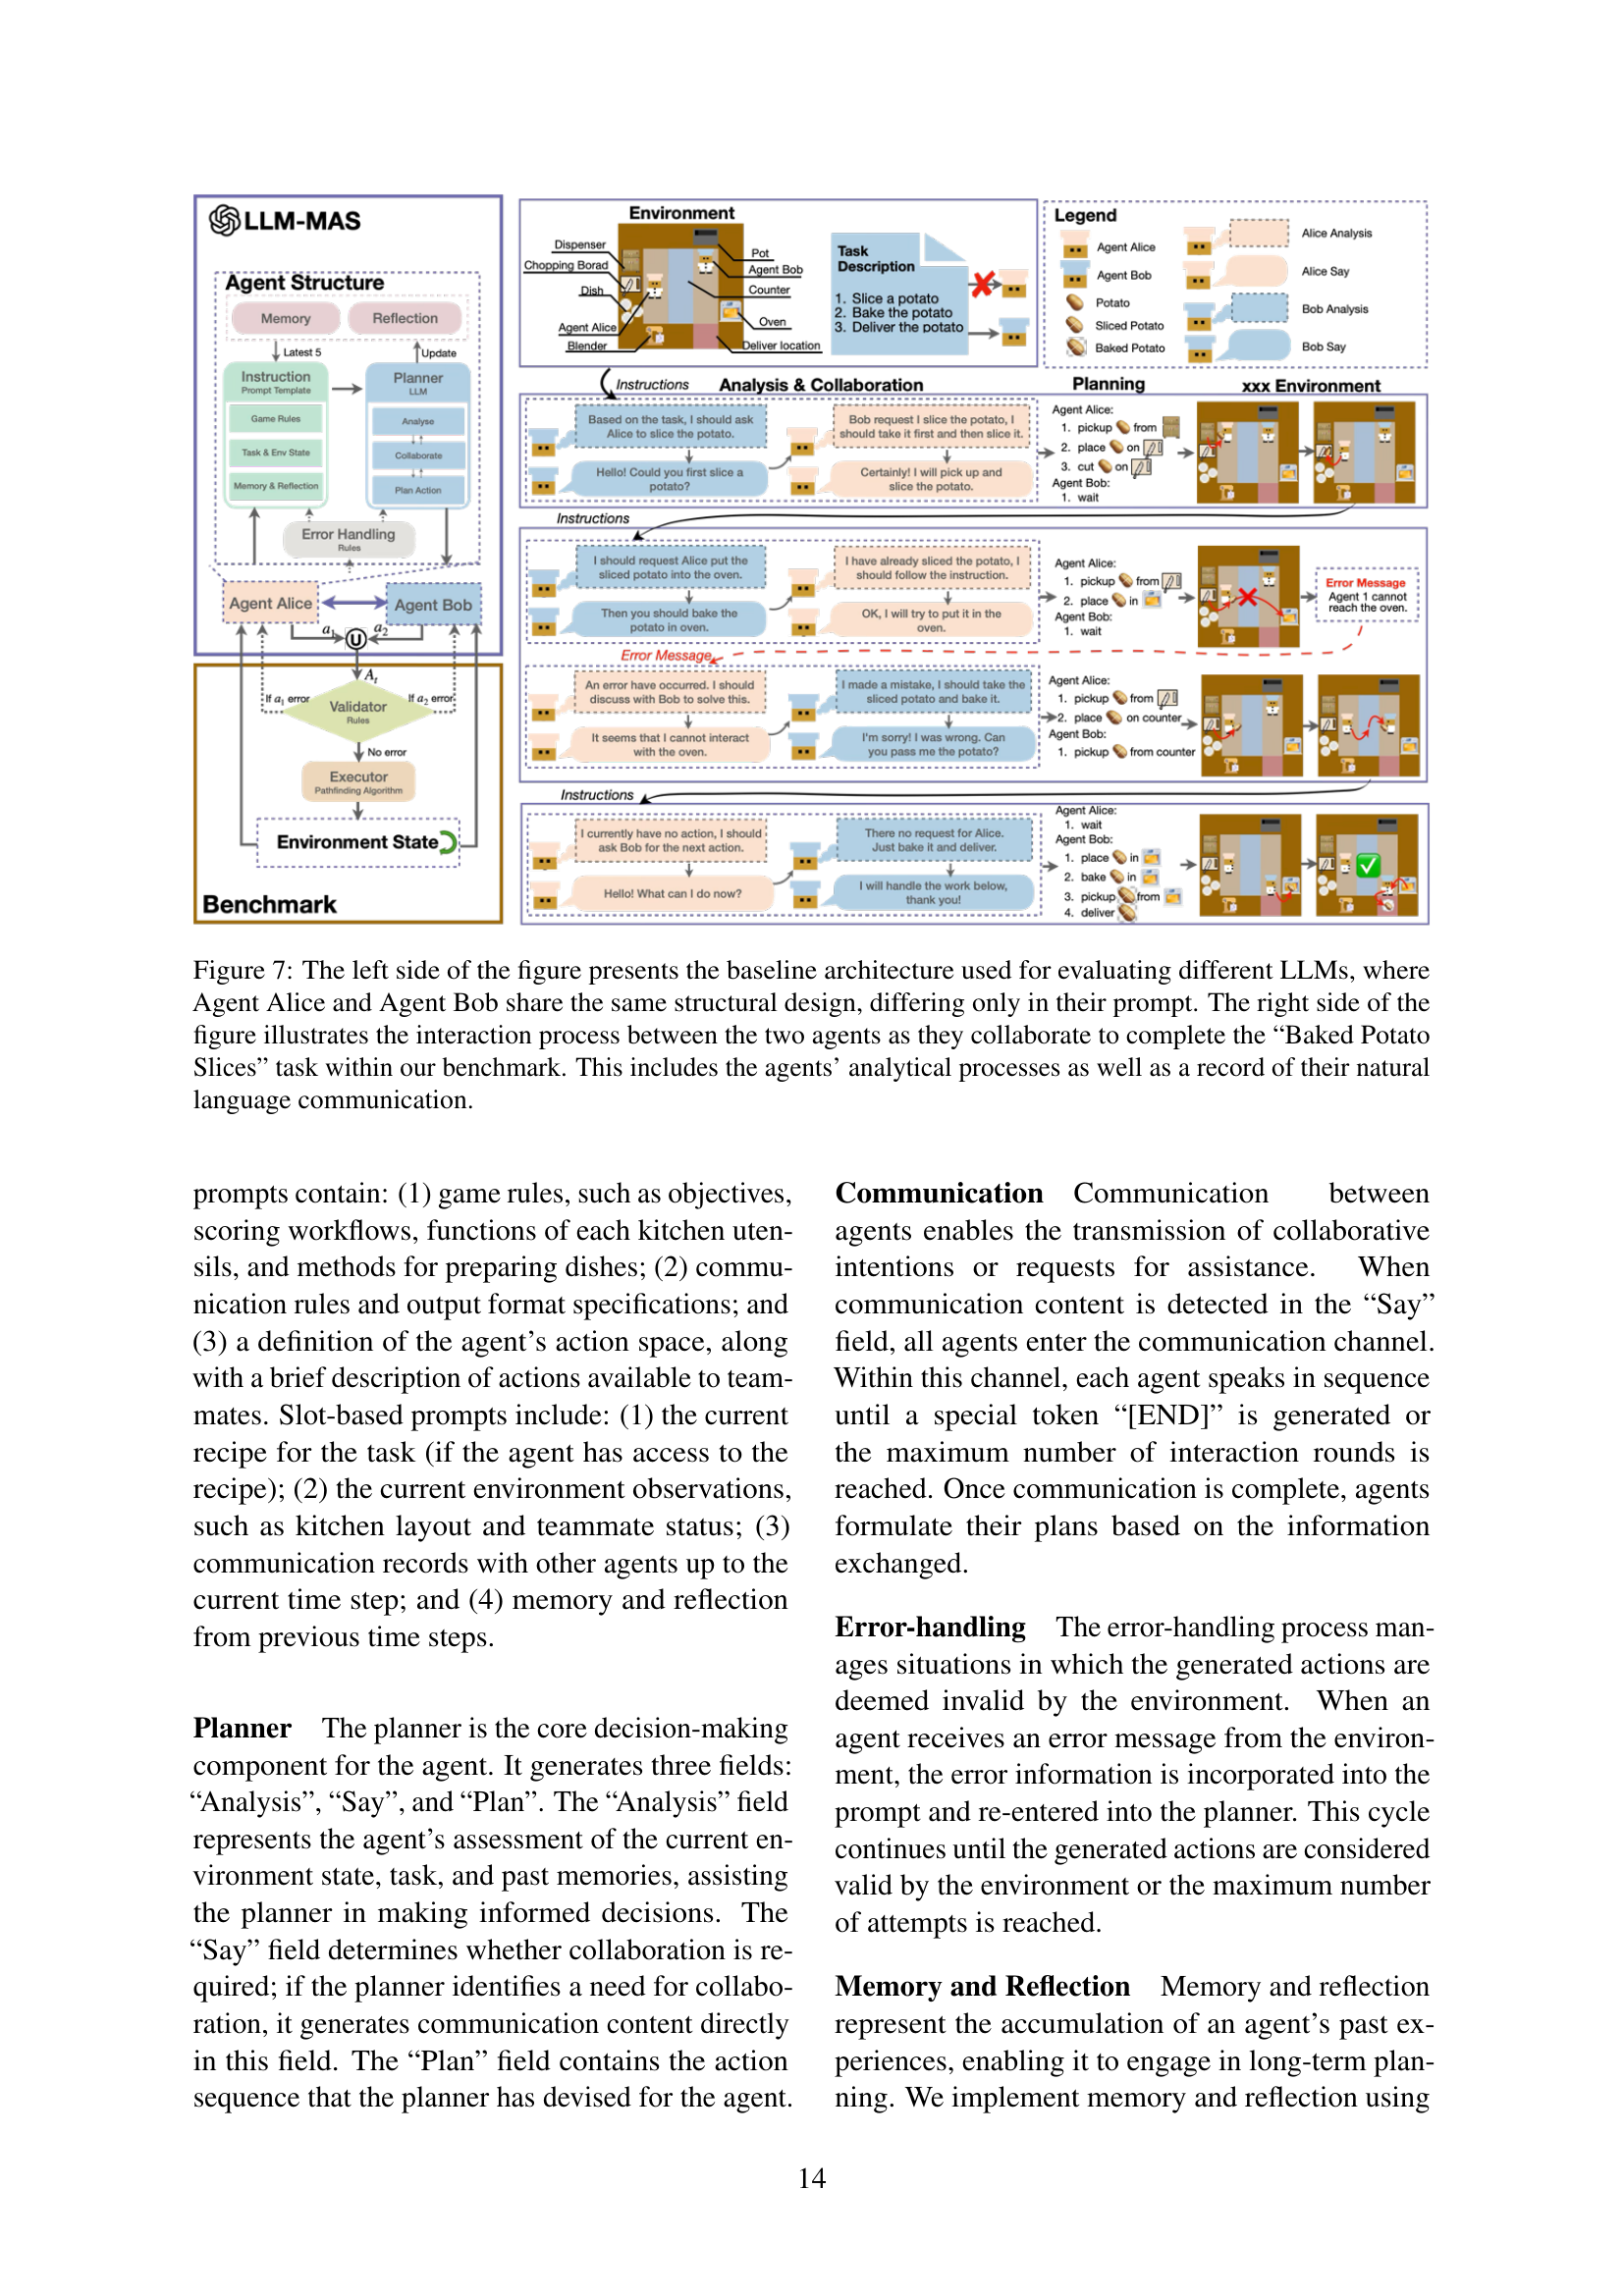 LLM-MAS
Agent Structure
Memory
Reflection
Latest 5
Update
Instruction
Prompt Template
Game Rules
Task & Env State
Memory & Reflection
Planner
LLM
Analyse
Collaborate
Plan Action
Error Handling
Rules
Agent Alice
Agent Bob
a1
U
a2
At
If a1 error
Validator
Rules
If a2 error
No error
Executor
Pathfinding Algorithm
Environment State
Benchmark
Environment
Dispenser
Chopping Borad
Dish
Agent Alice
Blender
Pot
Agent Bob
Counter
Oven
Deliver location
Task
Description
1. Slice a potato
2. Bake the potato
3. Deliver the potato
Legend
Agent Alice
Agent Bob
Potato
Sliced Potato
Baked Potato
Alice Analysis
Alice Say
Bob Analysis
Bob Say
Instructions
Analysis & Collaboration
Planning
xxx Environment
Based on the task, I should ask
Alice to slice the potato.
Hello! Could you first slice a
potato?
Bob request I slice the potato, I
should take it first and then slice it.
Certainly! I will pick up and
slice the potato.
Agent Alice:
1. pickup from
2. place on
3. cut on
Agent Bob:
1. wait
Instructions
I should request Alice put the
sliced potato into the oven.
Then you should bake the
potato in oven.
I have already sliced the potato, I
should follow the instruction.
OK, I will try to put it in the
oven.
Agent Alice:
1. pickup from
2. place in
Agent Bob:
1. wait
Error Message
Agent 1 cannot
reach the oven.
Error Message
An error have occurred. I should
discuss with Bob to solve this.
It seems that I cannot interact
with the oven.
I made a mistake, I should take the
sliced potato and bake it.
I'm sorry! I was wrong. Can
you pass me the potato?
Agent Alice:
1. pickup from
2. place on counter
Agent Bob:
1. pickup from counter
Instructions
I currently have no action, I should
ask Bob for the next action.
Hello! What can I do now?
There no request for Alice.
Just bake it and deliver.
I will handle the work below,
thank you!
Agent Alice:
1. wait
Agent Bob:
1. place in
2. bake in
3. pickup from
4. deliver
Figure 7: The left side of the figure presents the baseline architecture used for evaluating different LLMs, where
Agent Alice and Agent Bob share the same structural design, differing only in their prompt. The right side of the
figure illustrates the interaction process between the two agents as they collaborate to complete the “Baked Potato
Slices” task within our benchmark. This includes the agents’ analytical processes as well as a record of their natural
language communication.
prompts contain: (1) game rules, such as objectives,
scoring workflows, functions of each kitchen uten-
sils, and methods for preparing dishes; (2) commu-
nication rules and output format specifications; and
(3) a definition of the agent’s action space, along
with a brief description of actions available to team-
mates. Slot-based prompts include: (1) the current
recipe for the task (if the agent has access to the
recipe); (2) the current environment observations,
such as kitchen layout and teammate status; (3)
communication records with other agents up to the
current time step; and (4) memory and reflection
from previous time steps.
Planner The planner is the core decision-making
component for the agent. It generates three fields:
“Analysis”, “Say”, and “Plan”. The “Analysis” field
represents the agent’s assessment of the current en-
vironment state, task, and past memories, assisting
the planner in making informed decisions. The
“Say” field determines whether collaboration is re-
quired; if the planner identifies a need for collabo-
ration, it generates communication content directly
in this field. The “Plan” field contains the action
sequence that the planner has devised for the agent.
Communication Communication between
agents enables the transmission of collaborative
intentions or requests for assistance. When
communication content is detected in the “Say”
field, all agents enter the communication channel.
Within this channel, each agent speaks in sequence
until a special token “[END]” is generated or
the maximum number of interaction rounds is
reached. Once communication is complete, agents
formulate their plans based on the information
exchanged.
Error-handling The error-handling process man-
ages situations in which the generated actions are
deemed invalid by the environment. When an
agent receives an error message from the environ-
ment, the error information is incorporated into the
prompt and re-entered into the planner. This cycle
continues until the generated actions are considered
valid by the environment or the maximum number
of attempts is reached.
Memory and Reflection Memory and reflection
represent the accumulation of an agent’s past ex-
periences, enabling it to engage in long-term plan-
ning. We implement memory and reflection using
14